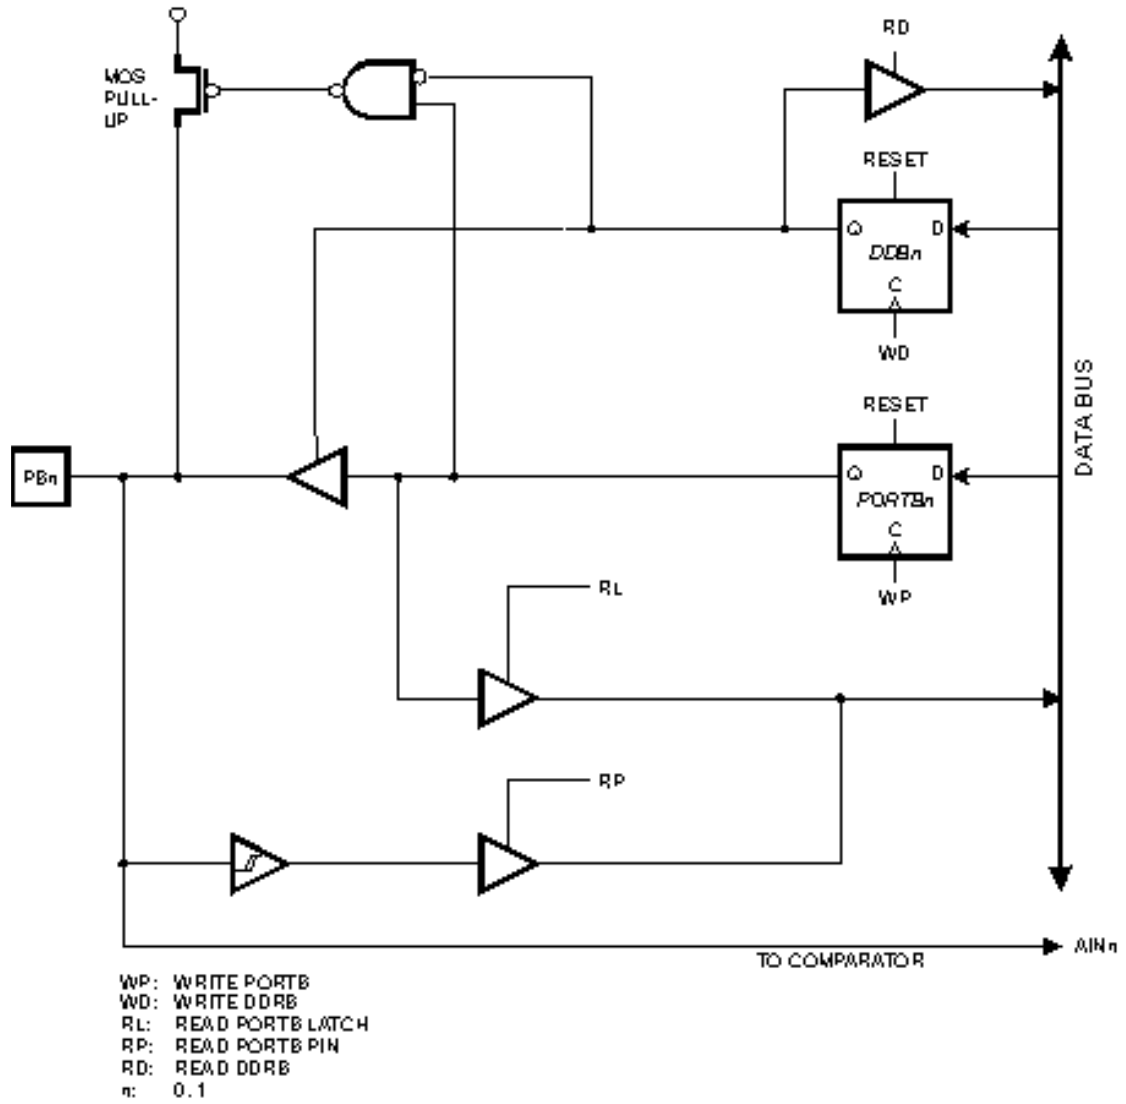 RD
MOS
PULL-
UP
RESET
Q D
DDBn
C
WD
RESET
DATA BUS
PBn
Q D
PORTBn
C
WP
RL
RP
TO COMPARATOR
AINn
WP: WRITE PORTB
WD: WRITE DDRB
RL: READ PORTB LATCH
RP: READ PORTB PIN
RD: READ DDRB
n: 0.1